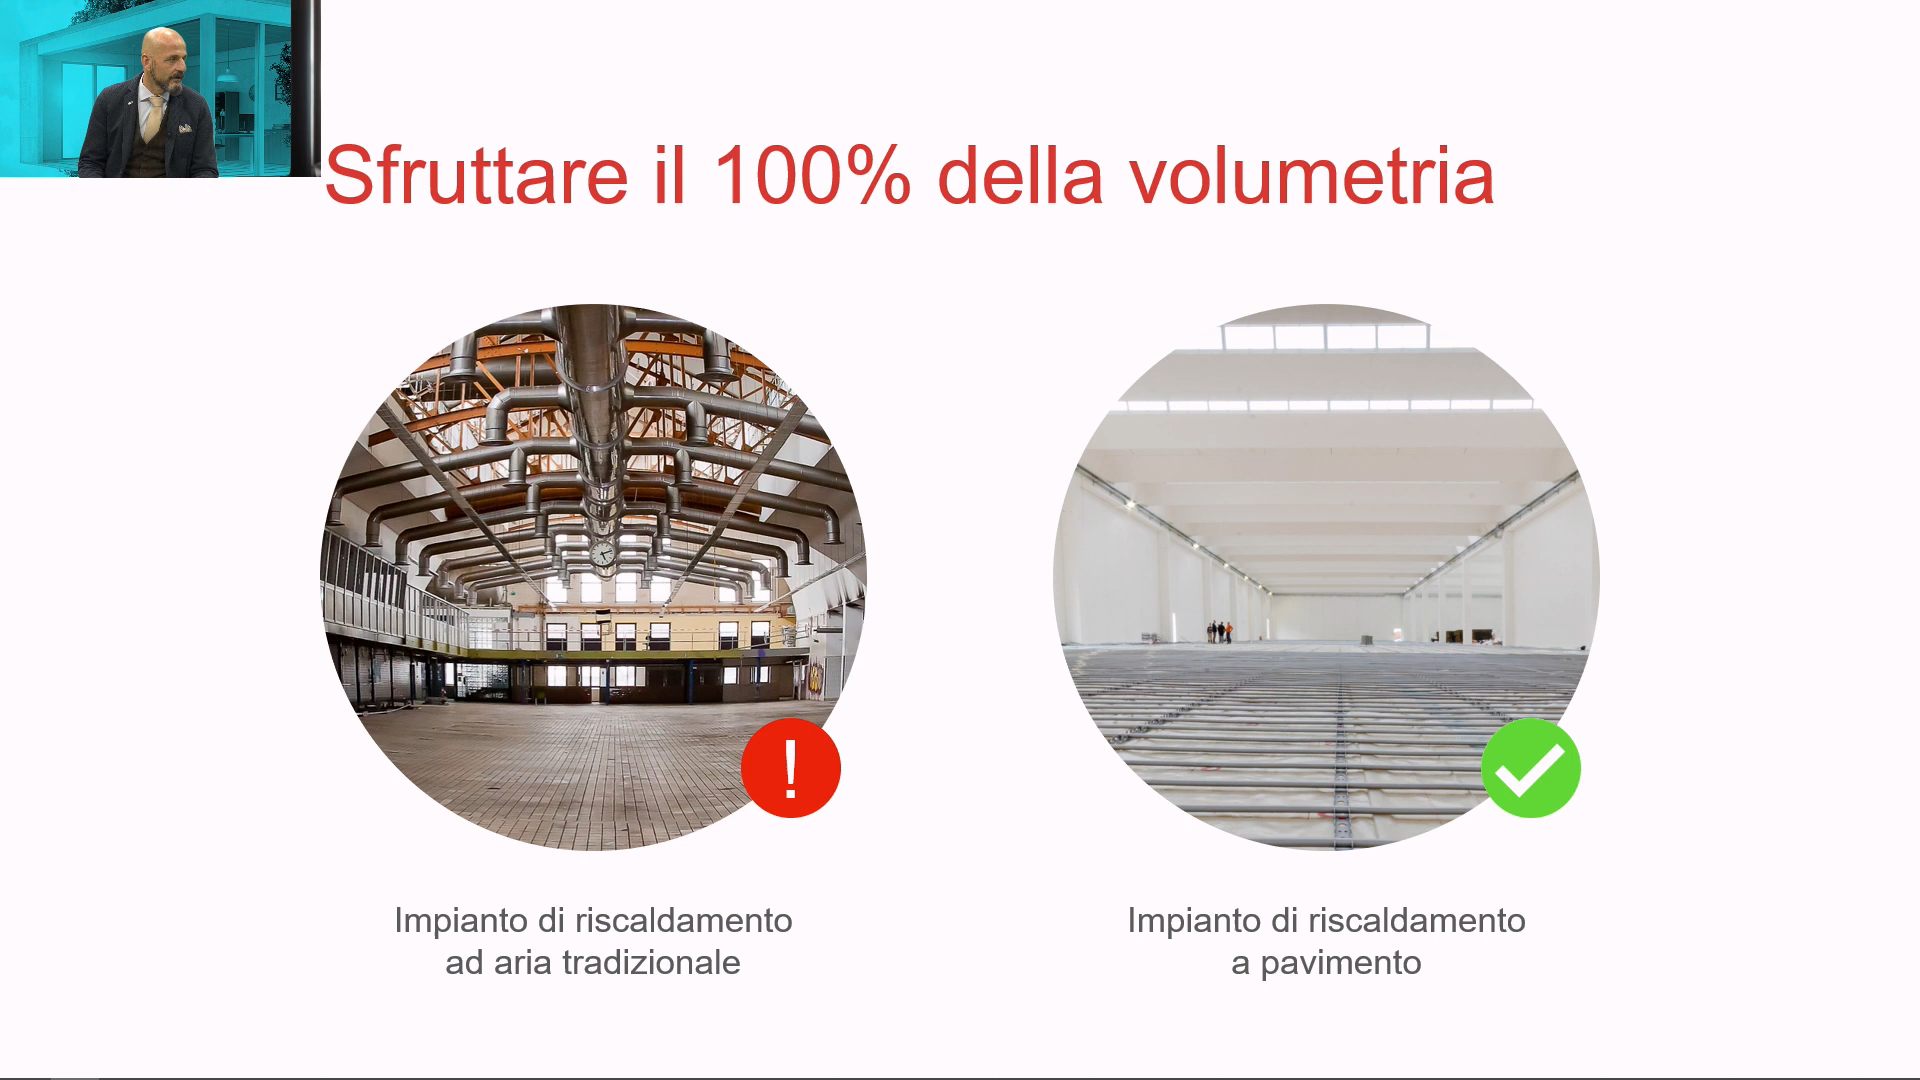 Sfruttare il 100% della volumetria
!
Impianto di riscaldamento
ad aria tradizionale
Impianto di riscaldamento
a pavimento